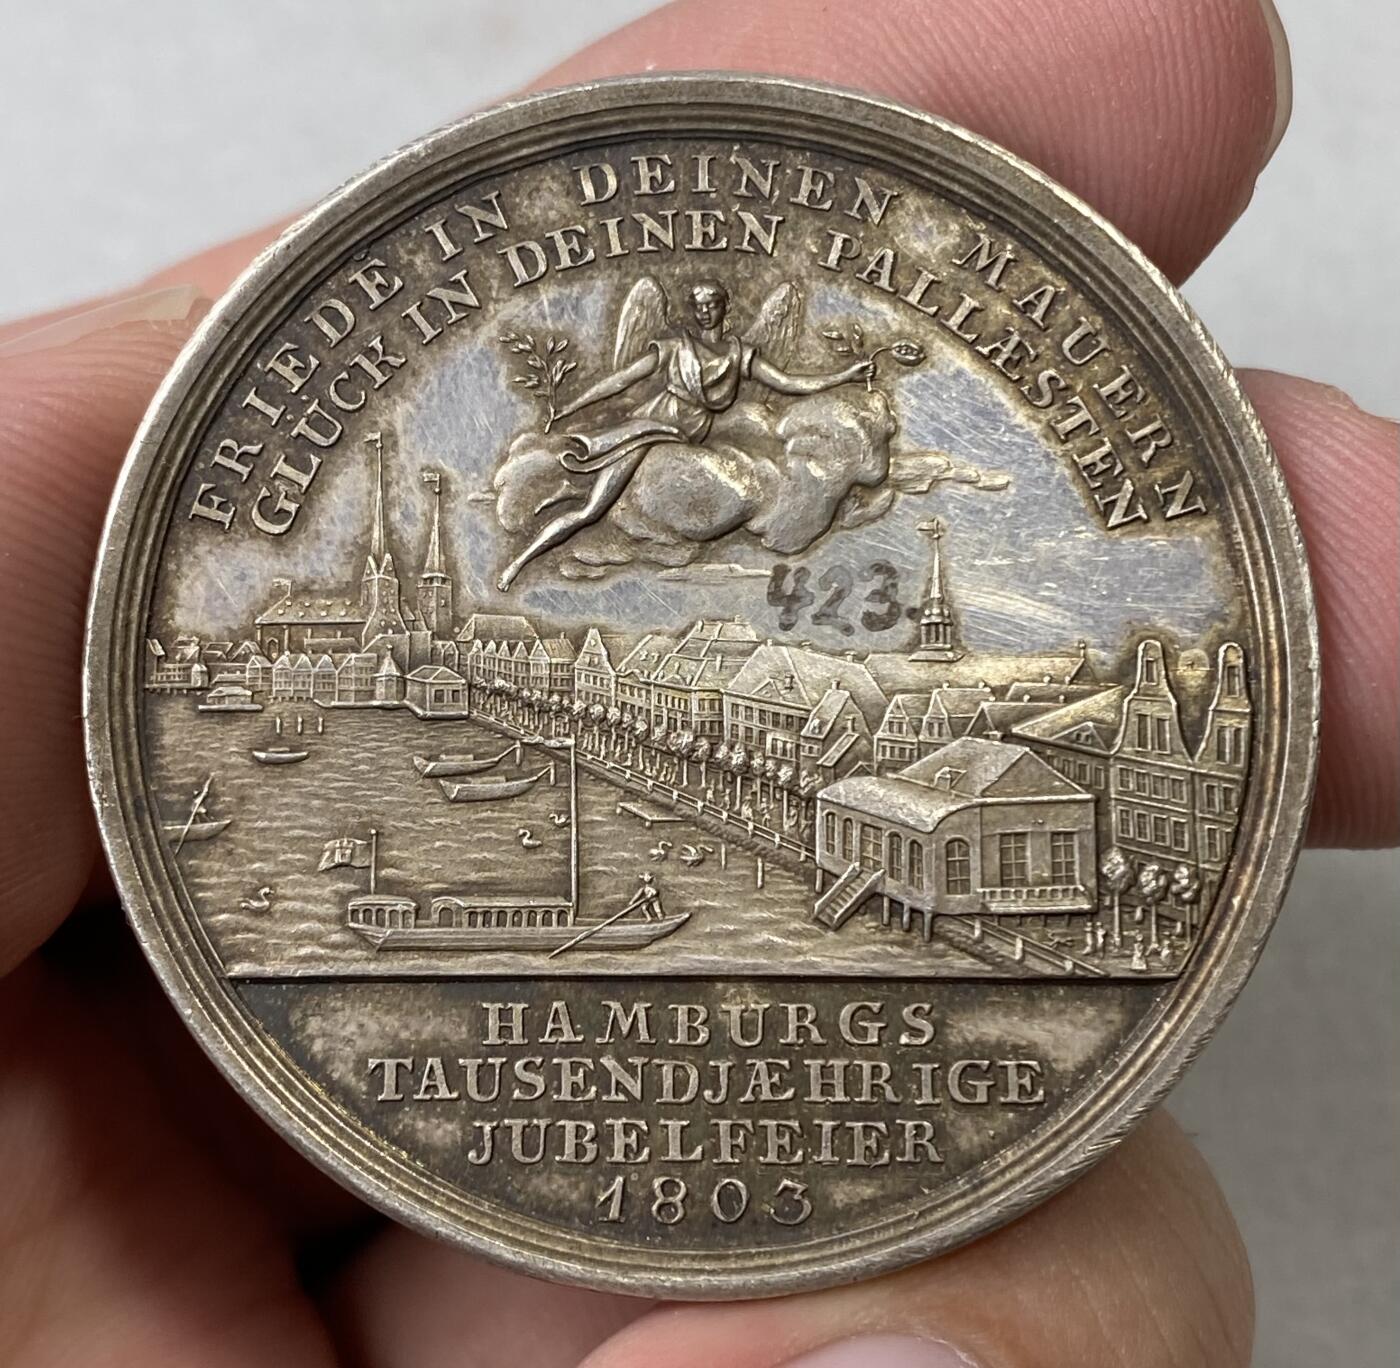 FRIEDE IN DEINEN MAUERN
GLÜCK IN DEINEN PALLÆSTEN
423.
HAMBURGS
TAUSENDJÆHRIGE
JUBELFEIER
1803